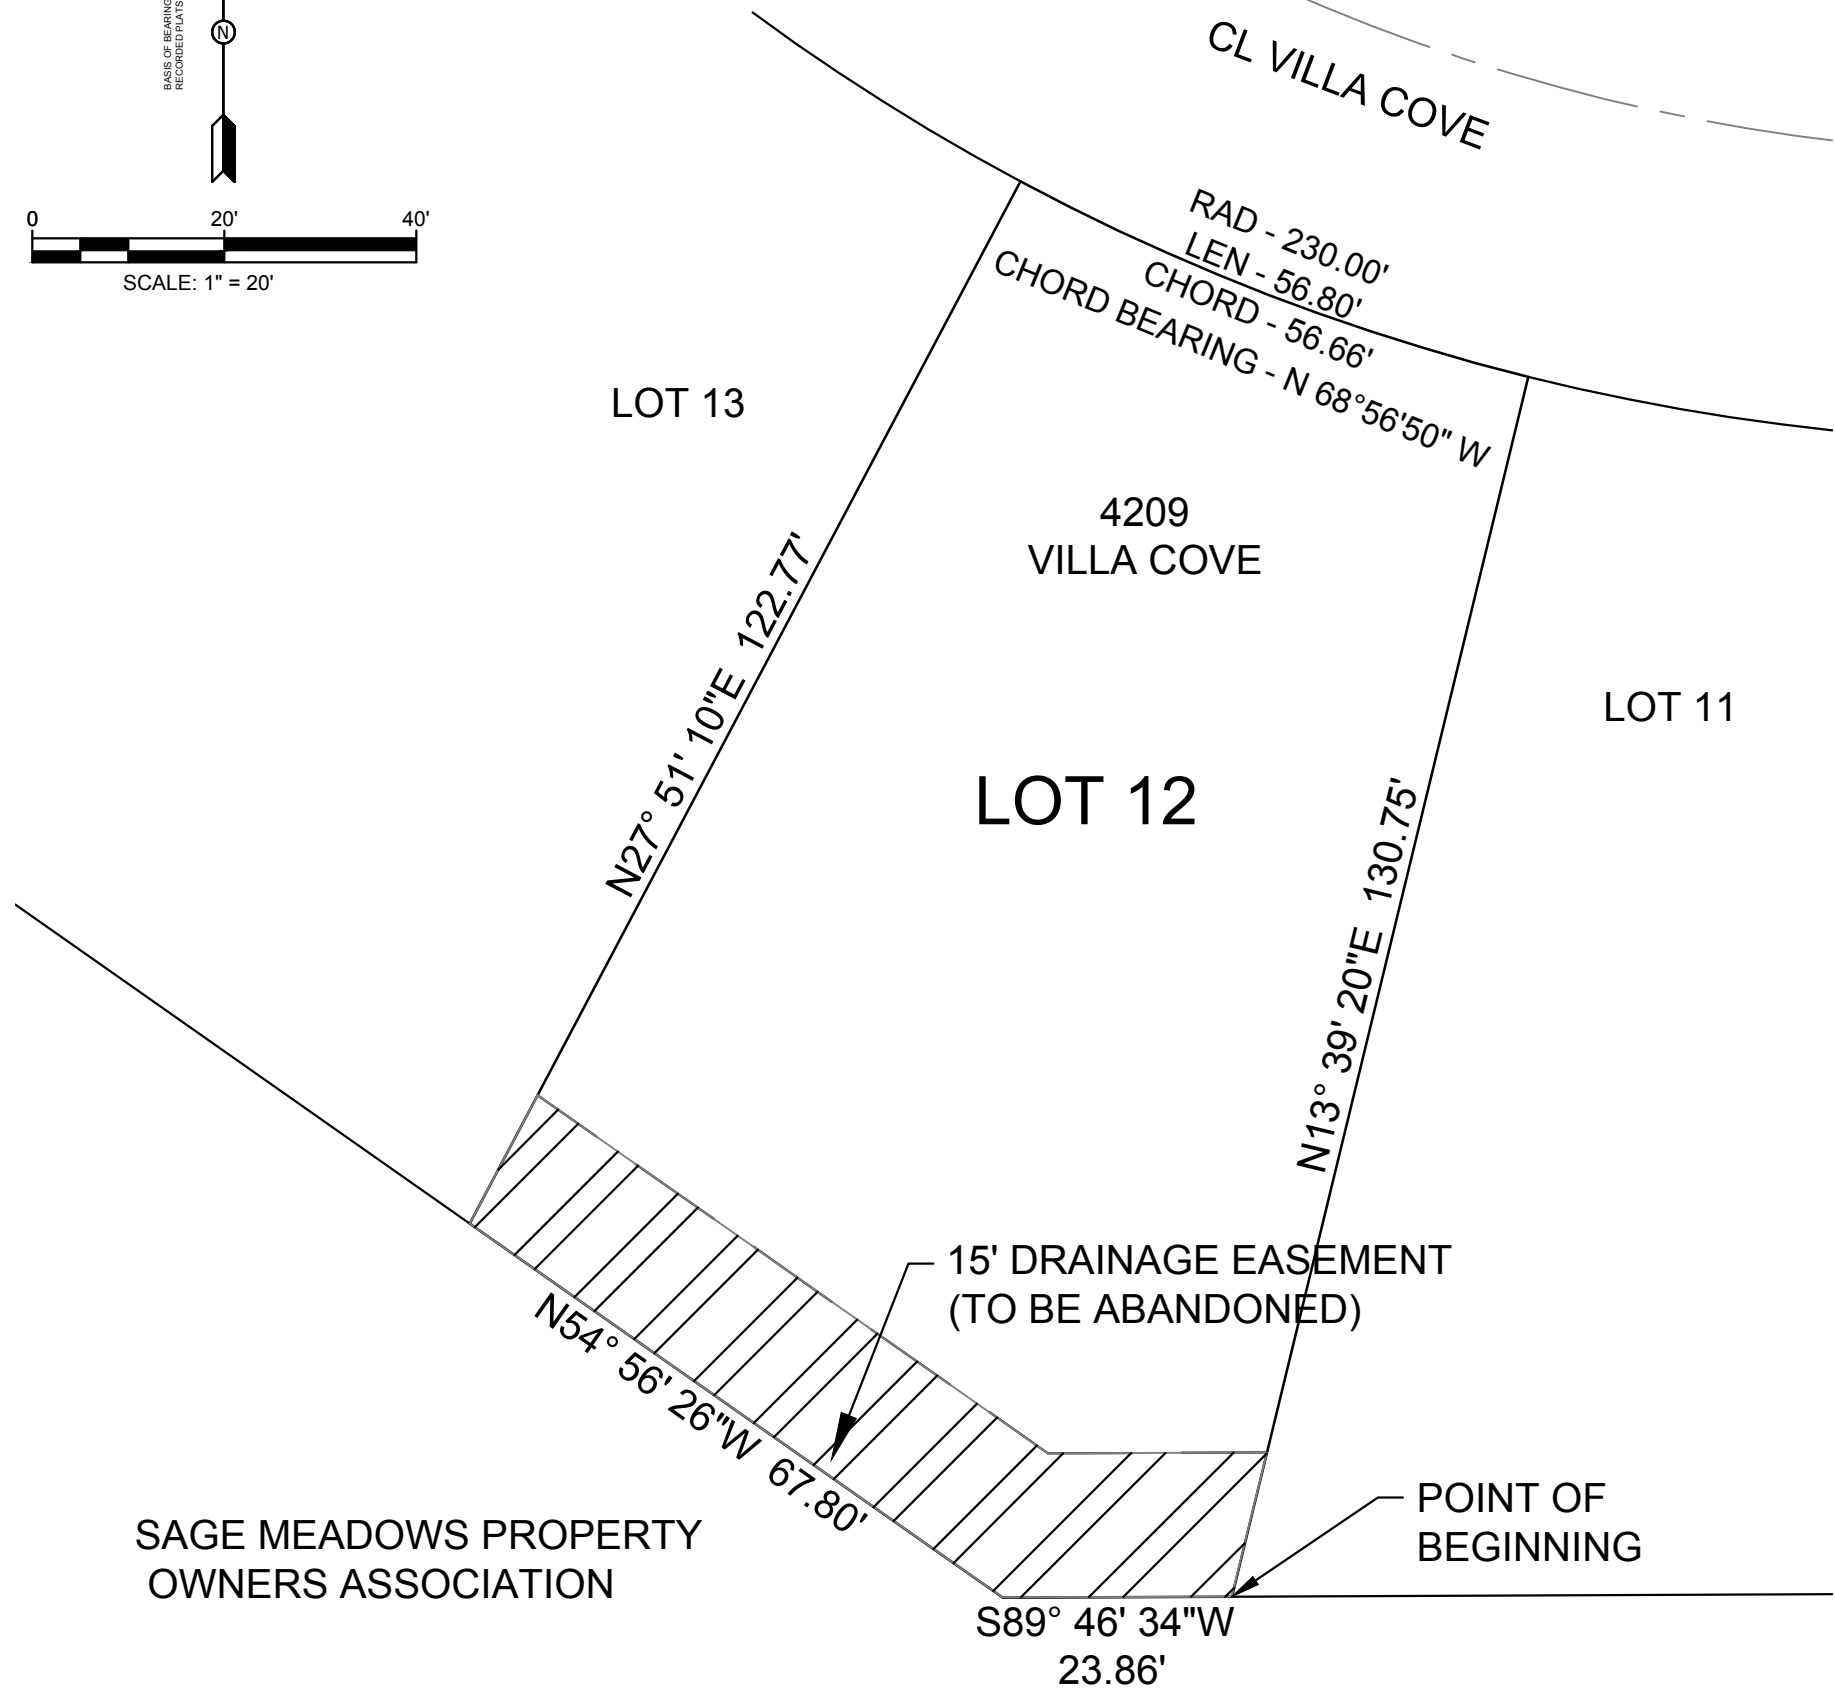 BASIS OF BEARING
RECORDED PLATS
N
0 20' 40'
SCALE: 1" = 20'
CL VILLA COVE
RAD - 230.00'
LEN - 56.80'
CHORD - 56.66'
CHORD BEARING - N 68°56'50" W
LOT 13
4209
VILLA COVE
N27° 51' 10"E 122.77'
LOT 11
LOT 12
N13° 39' 20"E 130.75'
15' DRAINAGE EASEMENT
(TO BE ABANDONED)
N54° 56' 26"W 67.80'
POINT OF
BEGINNING
SAGE MEADOWS PROPERTY
OWNERS ASSOCIATION
S89° 46' 34"W
23.86'